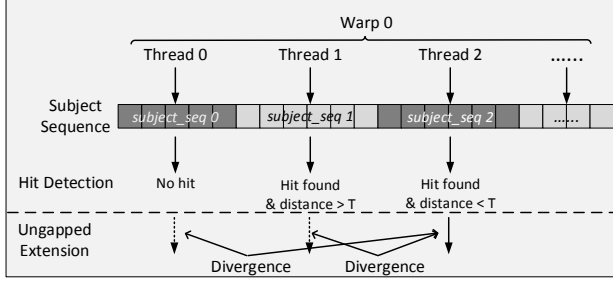 Warp 0
Thread 0 Thread 1 Thread 2 ......
Subject
Sequence
subject_seq 0 subject_seq 1 subject_seq 2 ......
Hit Detection
No hit
Hit found
& distance > T
Hit found
& distance < T
Ungapped
Extension
Divergence Divergence